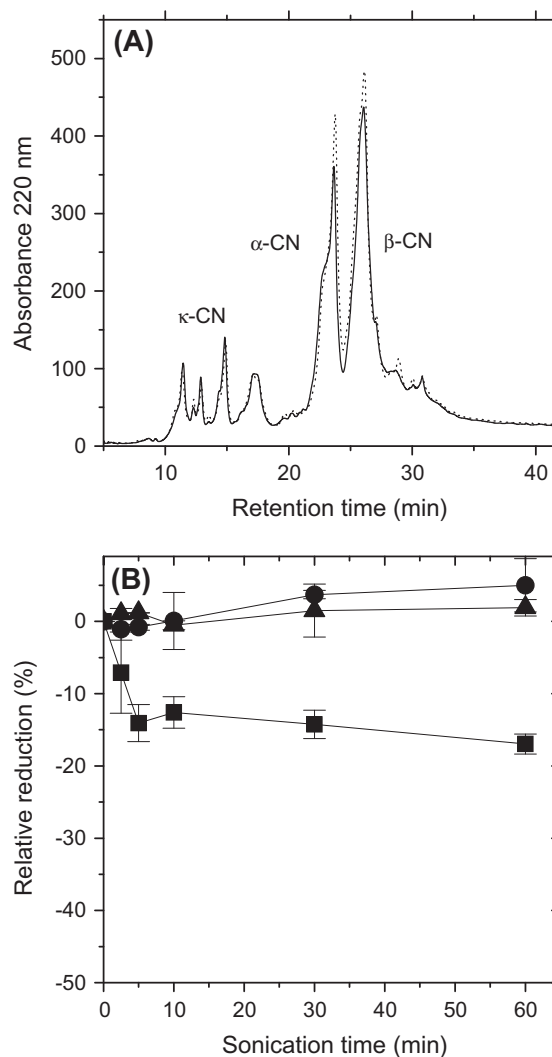 (A)
500
400
300
200
100
0
Absorbance 220 nm
κ-CN
α-CN
β-CN
10
20
30
40
Retention time (min)
(B)
0
-10
-20
-30
-40
-50
Relative reduction (%)
0
10
20
30
40
50
60
Sonication time (min)